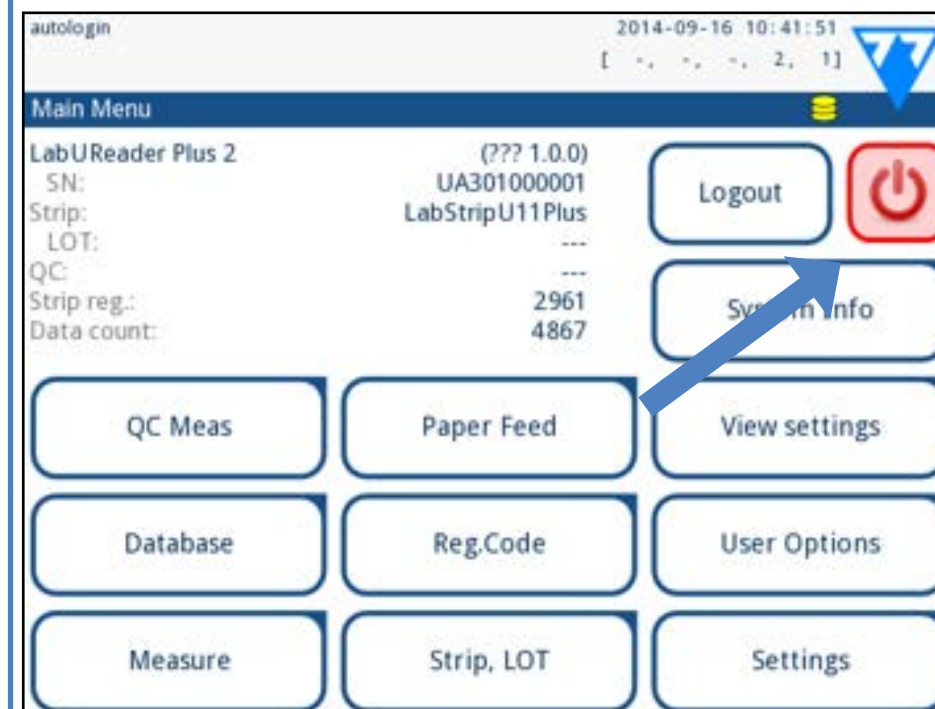 autologin
2014-09-16 10:41:51
[ -, -, -, 2, 1]
Main Menu
LabUReader Plus 2 (??? 1.0.0)
SN: UA301000001
Strip: LabStripU11Plus
LOT: ---
QC: ---
Strip reg.: 2961
Data count: 4867
Logout
Info
QC Meas
Paper Feed
View settings
Database
Reg.Code
User Options
Measure
Strip, LOT
Settings